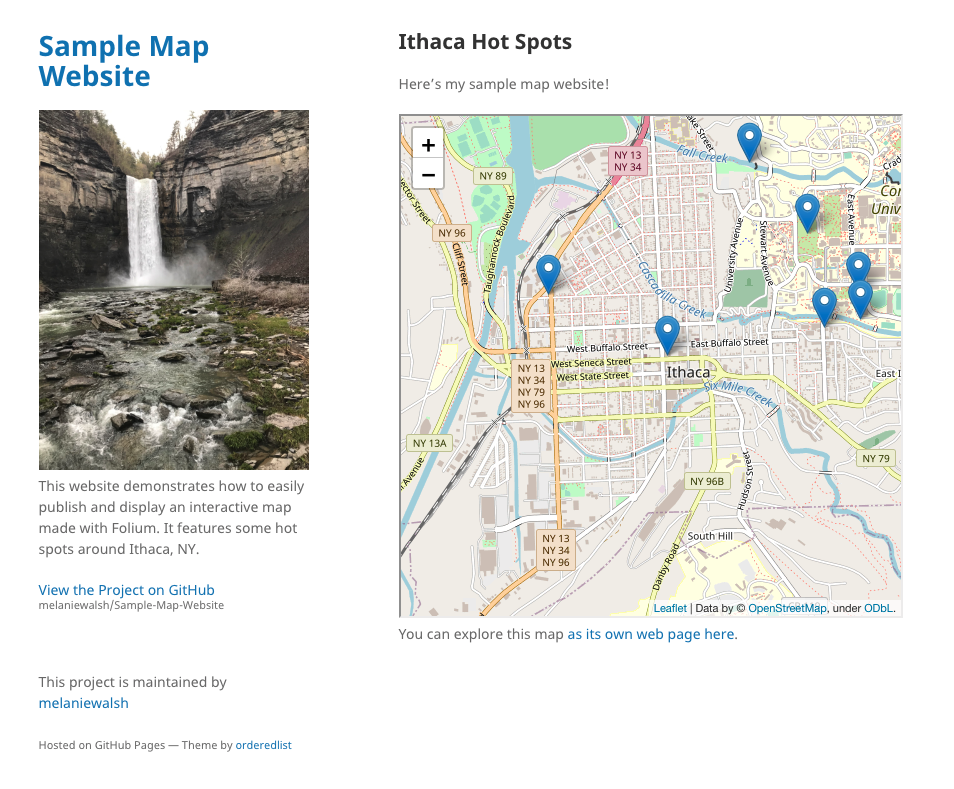 Sample Map
Website
This website demonstrates how to easily
publish and display an interactive map
made with Folium. It features some hot
spots around Ithaca, NY.
View the Project on GitHub
melaniewalsh/Sample-Map-Website
This project is maintained by
melaniewalsh
Hosted on GitHub Pages — Theme by orderedlist
Ithaca Hot Spots
Here's my sample map website!
+
−
NY 13
NY 34
Fall Creek
NY 89
NY 96
Cliff Street
Taughannock Boulevard
University Avenue
Stewart Avenue
East Avenue
Cascadilla Creek
West Buffalo Street
East Buffalo Street
West Seneca Street
West State Street
Ithaca
NY 13
NY 34
NY 79
NY 96
Six Mile Creek
East I
NY 13A
Avenue
NY 79
NY 96B
Hudson Street
South Hill
NY 13
NY 34
NY 96
Danby Road
Leaflet | Data by © OpenStreetMap, under ODbL.
You can explore this map as its own web page here.